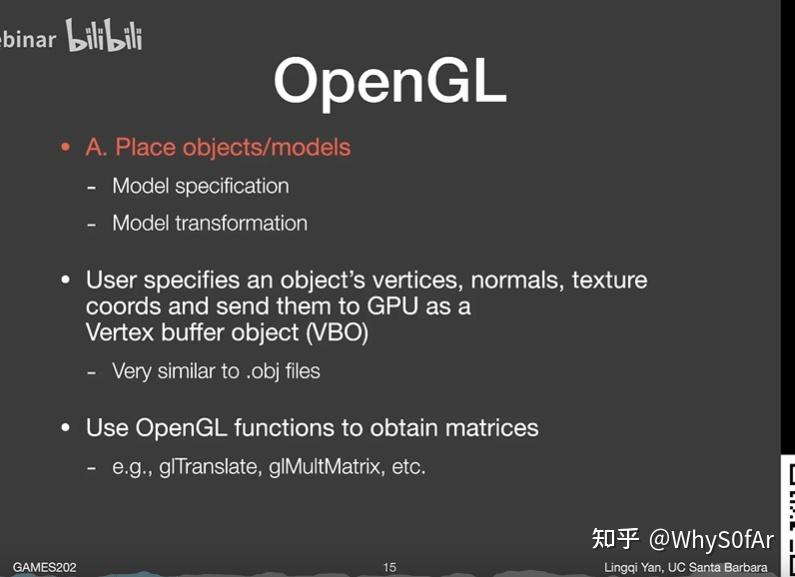 ebinar bilibili
OpenGL
• A. Place objects/models
- Model specification
- Model transformation
• User specifies an object's vertices, normals, texture
coords and send them to GPU as a
Vertex buffer object (VBO)
- Very similar to .obj files
• Use OpenGL functions to obtain matrices
- e.g., glTranslate, glMultMatrix, etc.
知乎 @WhyS0fAr
GAMES202
15
Lingqi Yan, UC Santa Barbara